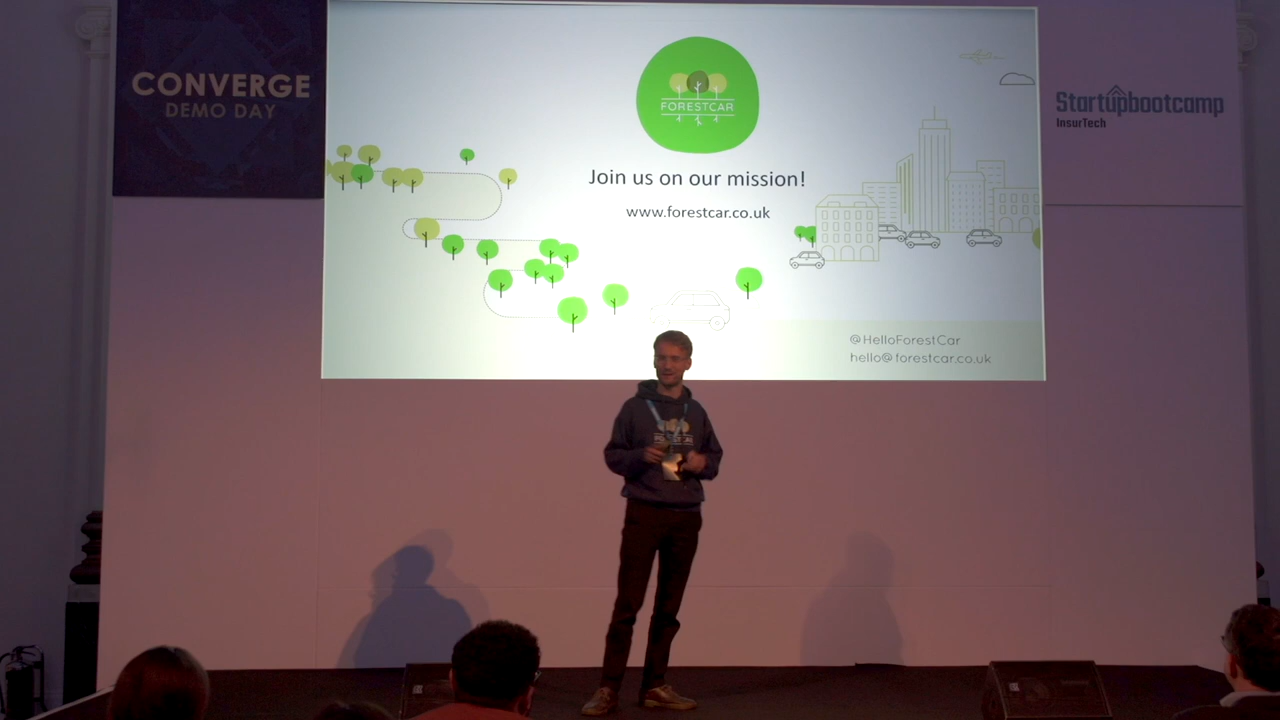 CONVERGE
DEMO DAY
FORESTCAR
Join us on our mission!
www.forestcar.co.uk
@HelloForestCar
hello@forestcar.co.uk
Startupbootcamp
InsurTech
FORESTCAR